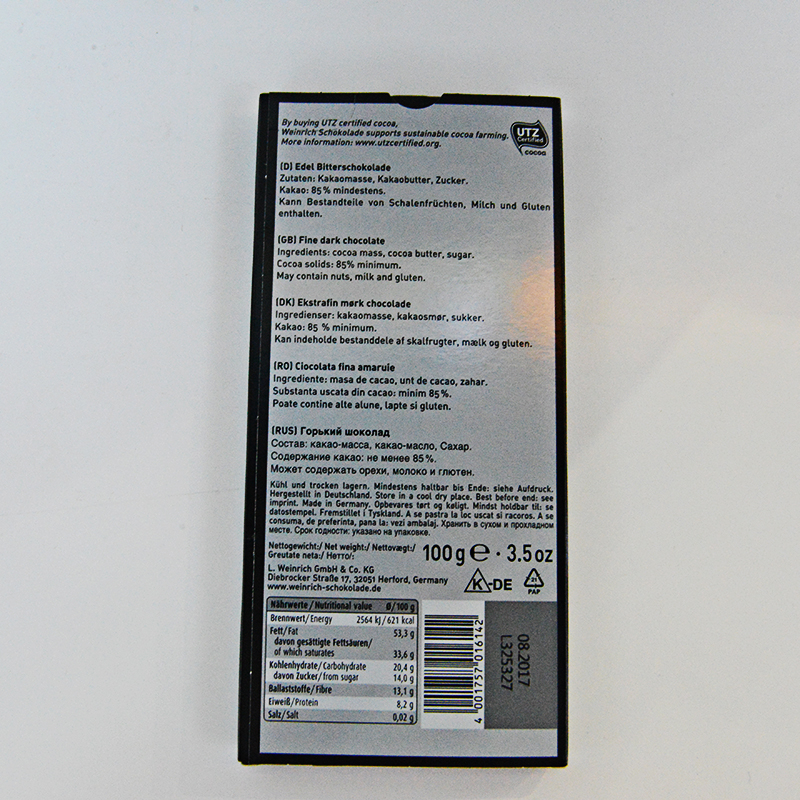 By buying UTZ certified cocoa,
Weinrich Schokolade supports sustainable cocoa farming.
More information: www.utzcertified.org.
UTZ
Certified
cocoa
(D) Edel Bitterschokolade
Zutaten: Kakaomasse, Kakaobutter, Zucker.
Kakao: 85% mindestens.
Kann Bestandteile von Schalenfrüchten, Milch und Gluten
enthalten.
(GB) Fine dark chocolate
Ingredients: cocoa mass, cocoa butter, sugar.
Cocoa solids: 85% minimum.
May contain nuts, milk and gluten.
(DK) Ekstrafin mørk chocolade
Ingredienser: kakaomasse, kakaosmør, sukker.
Kakao: 85 % minimum.
Kan indeholde bestanddele af skalfrugter, mælk og gluten.
(RO) Ciocolata fina amaruie
Ingrediente: masa de cacao, unt de cacao, zahar.
Substanta uscata din cacao: minim 85%.
Poate contine alte alune, lapte si gluten.
(RUS) Горький шоколад
Состав: какао-масса, какао-масло, Сахар.
Содержание какао: не менее 85%.
Может содержать орехи, молоко и глютен.
Kühl und trocken lagern. Mindestens haltbar bis Ende: siehe Aufdruck.
Hergestellt in Deutschland. Store in a cool dry place. Best before end: see
imprint. Made in Germany. Opbevares tørt og køligt. Mindst holdbar til: se
datostempel. Fremstillet i Tyskland. A se pastra la loc uscat si racoros. A se
consuma, de preferinta, pana la: vezi ambalaj. Хранить в сухом и прохладном
месте. Срок годности: указано на упаковке.
Nettogewicht:/ Net weight:/ Nettovægt:/
Greutate neta:/ Нетто:/
100 g ℮ · 3.5 oz
L. Weinrich GmbH & Co. KG
Diebrocker Straße 17, 32051 Herford, Germany
www.weinrich-schokolade.de
K-DE
21
PAP
Nährwerte / Nutritional value Ø/100 g
Brennwert/Energy 2564 kJ/621 kcal
Fett/Fat 53,3 g
davon gesättigte Fettsäuren/
of which saturates 33,6 g
Kohlenhydrate/Carbohydrate 20,4 g
davon Zucker/from sugar 14,0 g
Ballaststoffe/Fibre 13,1 g
Eiweiß/Protein 8,2 g
Salz/Salt 0,02 g
4 001757 016142
08.2017
L325327